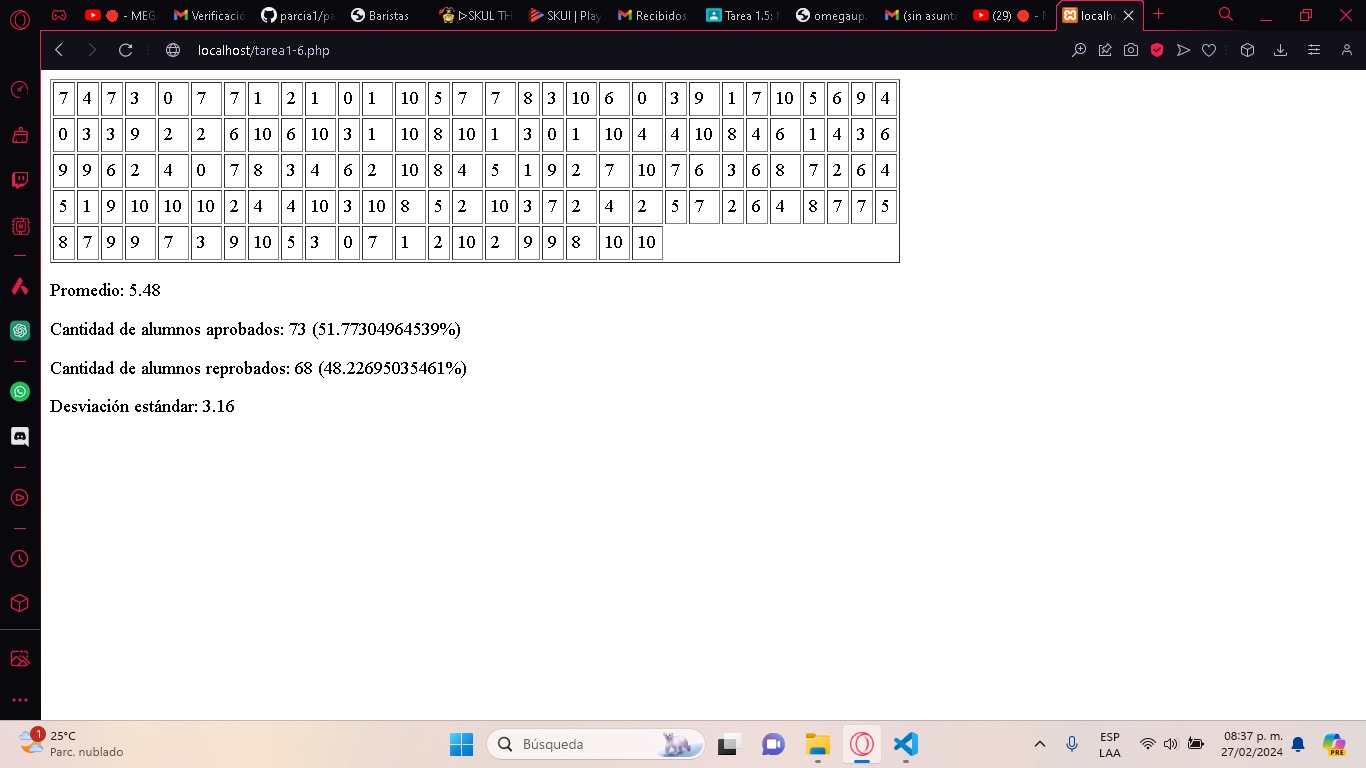 - MEG Verificació parcia1/pa Baristas ▷SKUL TH SKUI | Play Recibidos Tarea 1.5: omegaup. (sin asunto (29) localh
localhost/tarea1-6.php
7 4 7 3 0 7 7 1 2 1 0 1 10 5 7 7 8 3 10 6 0 3 9 1 7 10 5 6 9 4
0 3 3 9 2 2 6 10 6 10 3 1 10 8 10 1 3 0 1 10 4 4 10 8 4 6 1 4 3 6
9 9 6 2 4 0 7 8 3 4 6 2 10 8 4 5 1 9 2 7 10 7 6 3 6 8 7 2 6 4
5 1 9 10 10 10 2 4 4 10 3 10 8 5 2 10 3 7 2 4 2 5 7 2 6 4 8 7 7 5
8 7 9 9 7 3 9 10 5 3 0 7 1 2 10 2 9 9 8 10 10
Promedio: 5.48
Cantidad de alumnos aprobados: 73 (51.77304964539%)
Cantidad de alumnos reprobados: 68 (48.22695035461%)
Desviación estándar: 3.16
1
25°C
Parc. nublado
Búsqueda
ESP
LAA
08:37 p. m.
27/02/2024
PRE